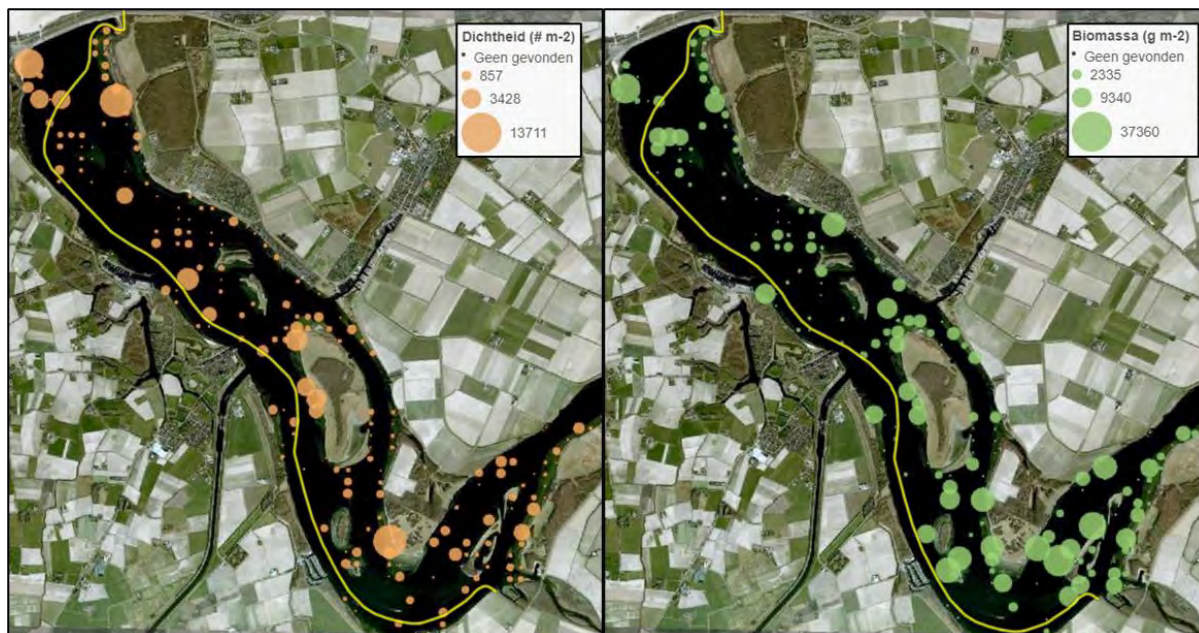 Dichtheid (# m-2)
Geen gevonden
857
3428
13711
Biomassa (g m-2)
Geen gevonden
2335
9340
37360